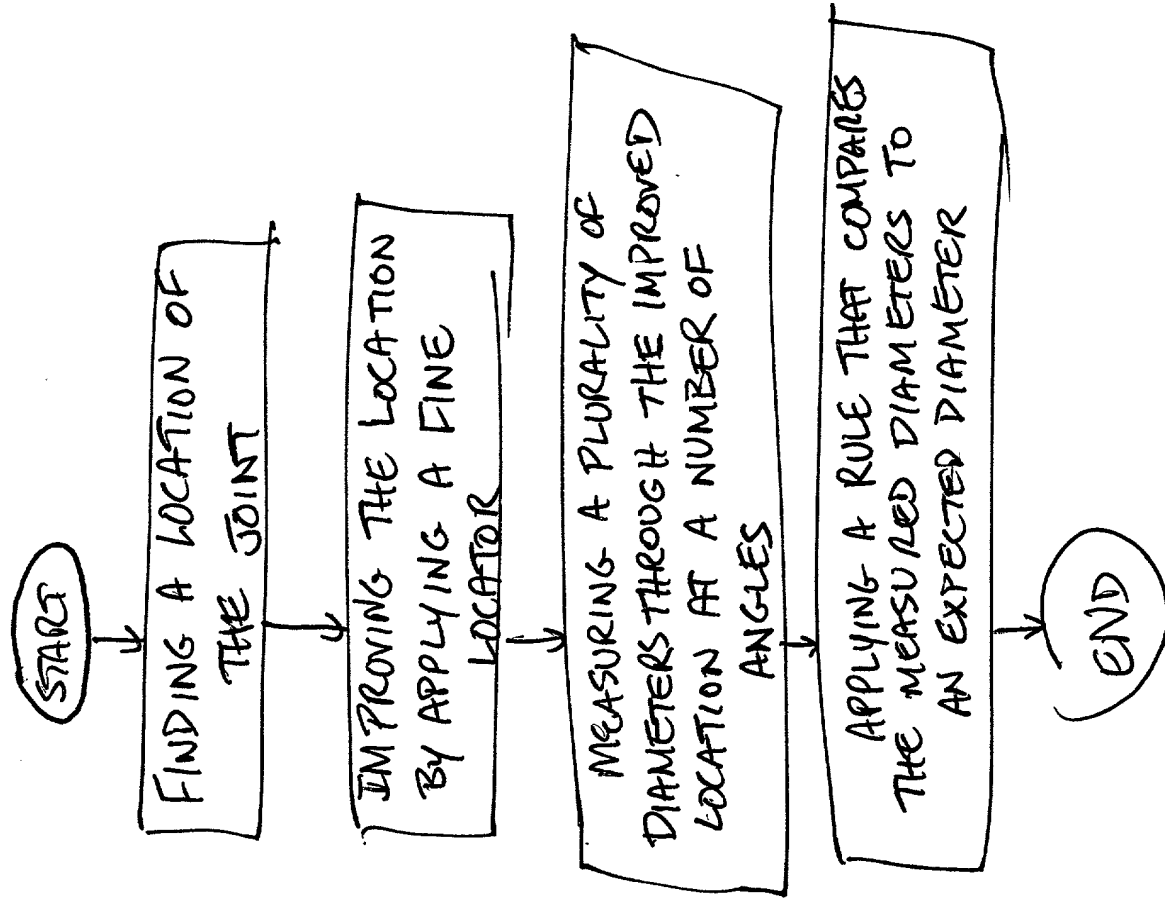 START
FINDING A LOCATION OF
THE JOINT
IMPROVING THE LOCATION
BY APPLYING A FINE
LOCATOR
MEASURING A PLURALITY OF
DIAMETERS THROUGH THE IMPROVED
LOCATION AT A NUMBER OF
ANGLES
APPLYING A RULE THAT COMPARES
THE MEASURED DIAMETERS TO
AN EXPECTED DIAMETER
END